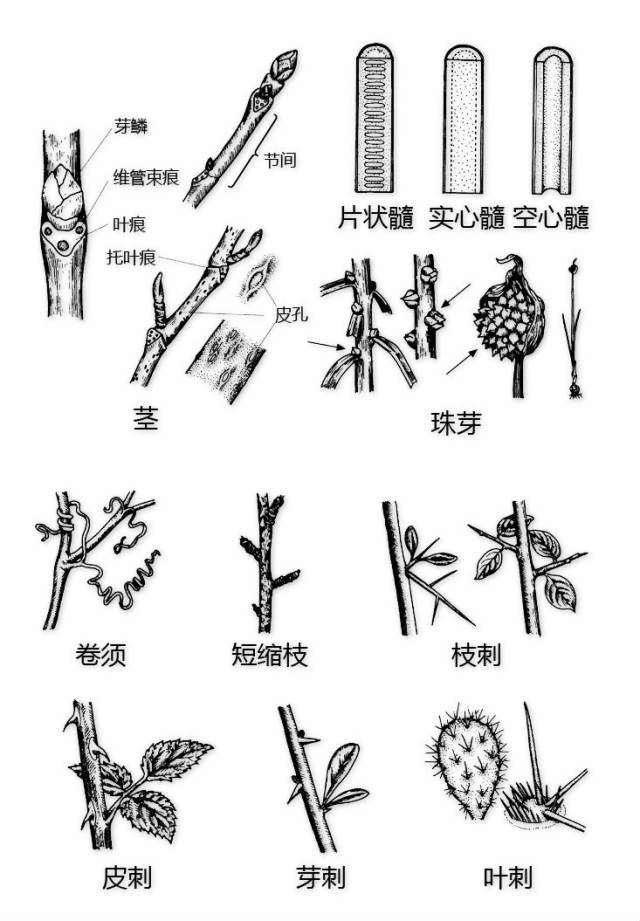 芽鳞
维管束痕
叶痕
托叶痕
节间
皮孔
茎
片状髓 实心髓 空心髓
珠芽
卷须 短缩枝 枝刺
皮刺 芽刺 叶刺